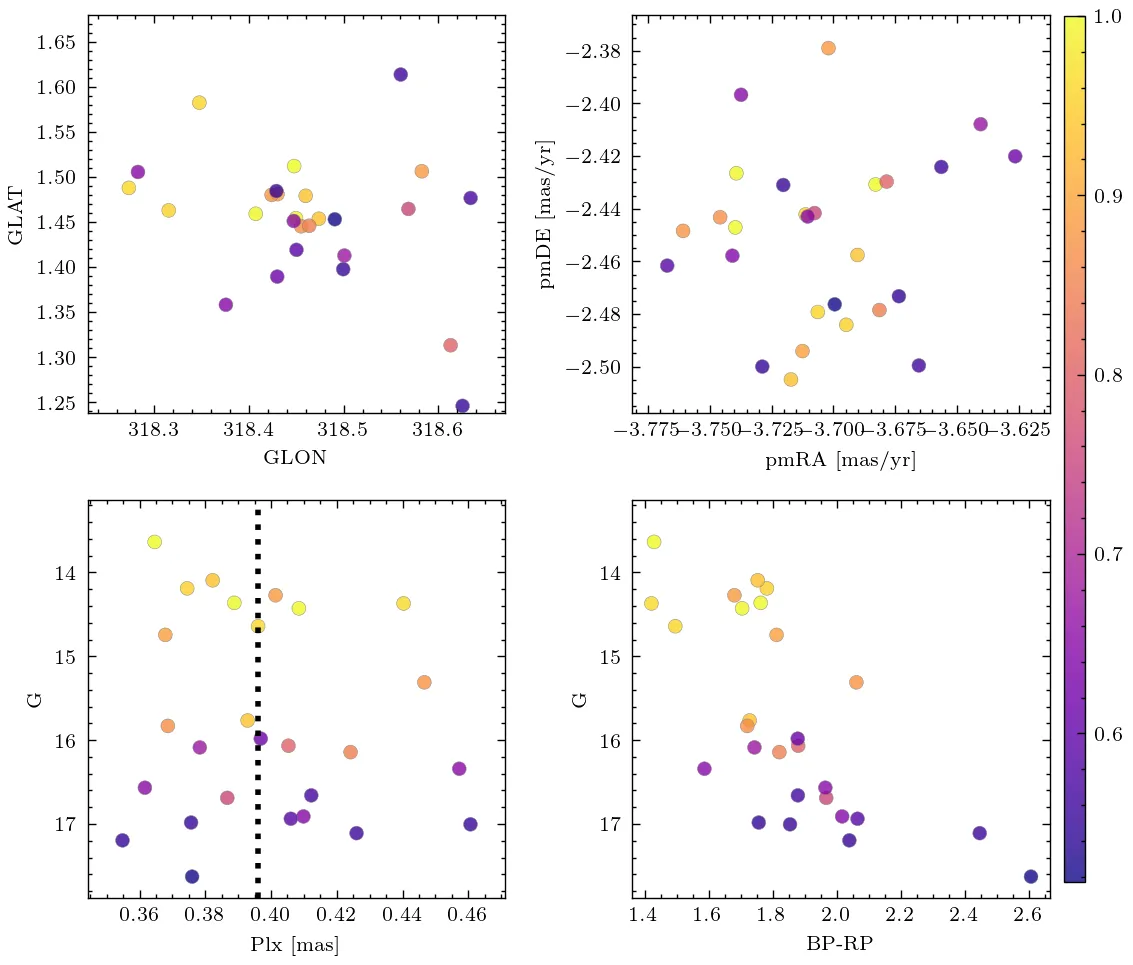 1.65
1.60
1.55
1.50
1.45
1.40
1.35
1.30
1.25
GLAT
318.3 318.4 318.5 318.6
GLON
−2.38
−2.40
−2.42
−2.44
−2.46
−2.48
−2.50
pmDE [mas/yr]
−3.775 −3.750 −3.725 −3.700 −3.675 −3.650 −3.625
pmRA [mas/yr]
14
15
16
17
G
0.36 0.38 0.40 0.42 0.44 0.46
Plx [mas]
14
15
16
17
G
1.4 1.6 1.8 2.0 2.2 2.4 2.6
BP-RP
1.0
0.9
0.8
0.7
0.6